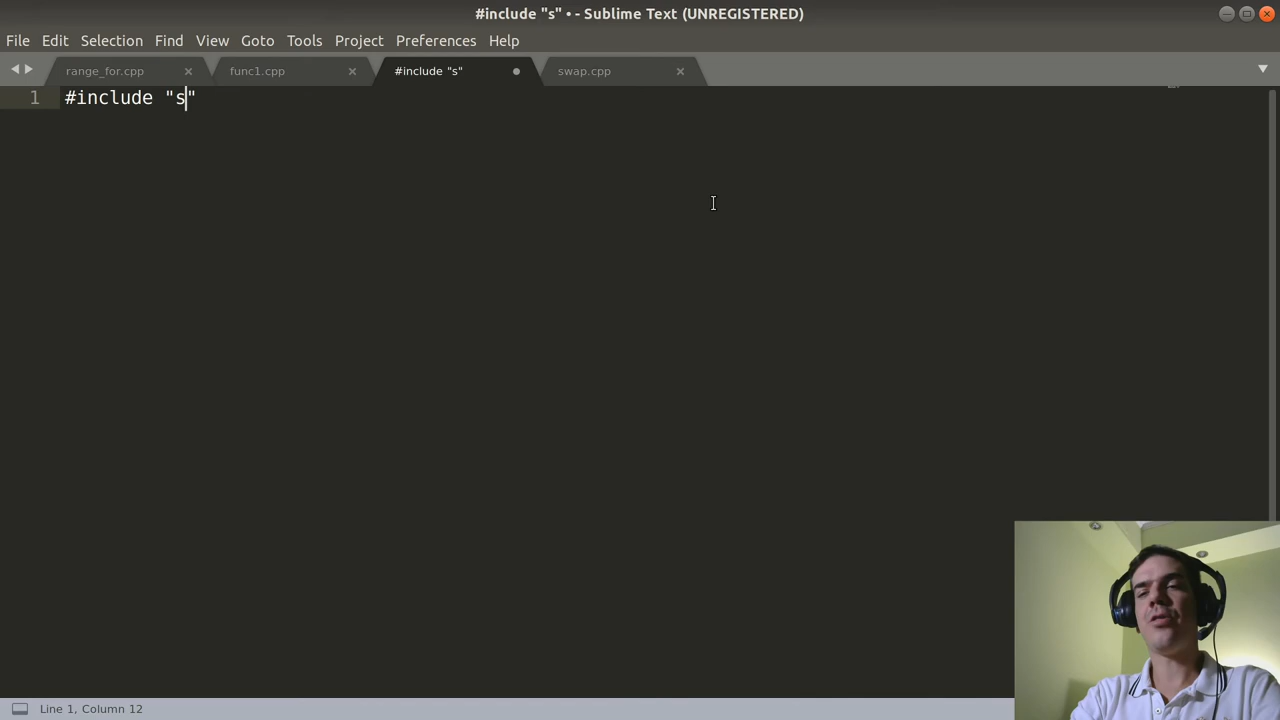 #include "s" • - Sublime Text (UNREGISTERED)
File Edit Selection Find View Goto Tools Project Preferences Help
range_for.cpp func1.cpp #include "s" swap.cpp
1 #include "s"
Line 1, Column 12